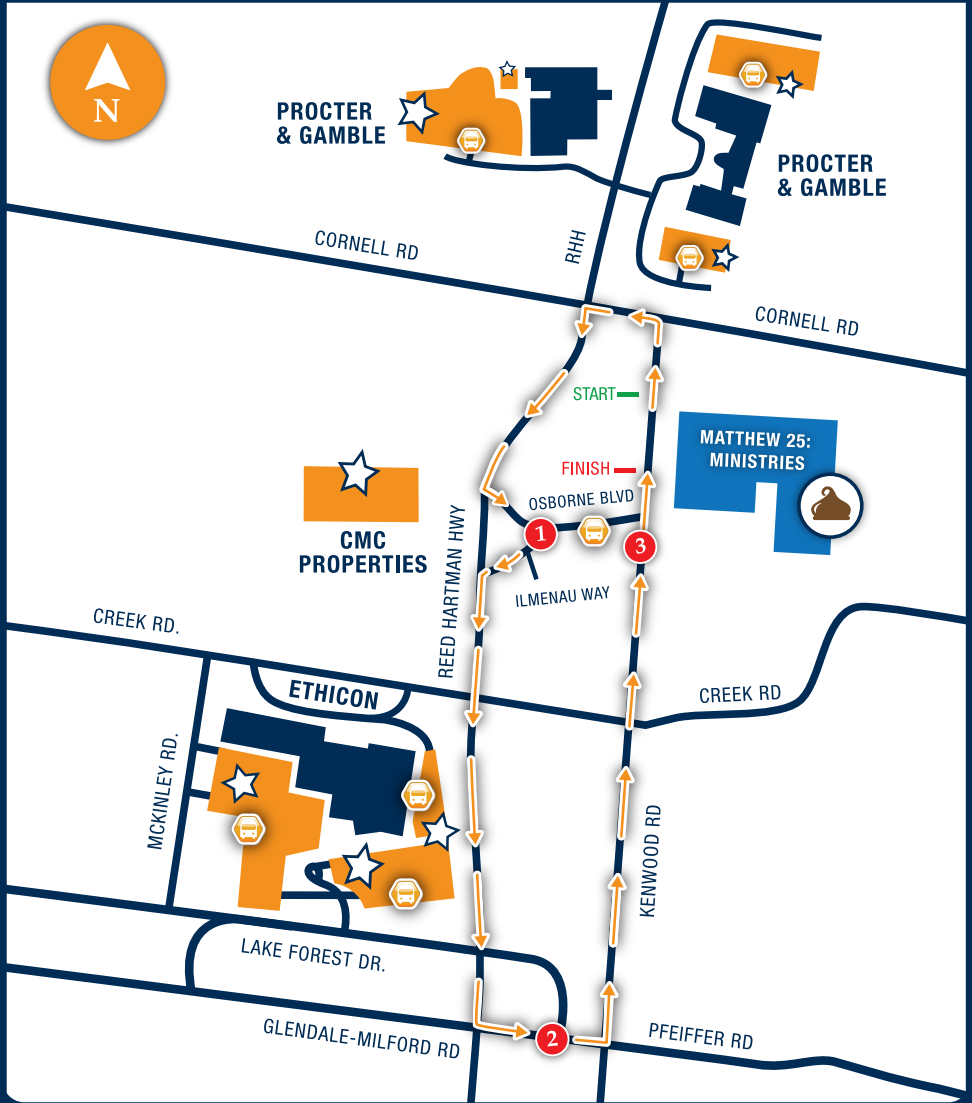 N
PROCTER
& GAMBLE
PROCTER
& GAMBLE
RHH
CORNELL RD
CORNELL RD
START
MATTHEW 25:
MINISTRIES
FINISH
OSBORNE BLVD
1
3
CMC
PROPERTIES
REED HARTMAN HWY
ILMENAU WAY
CREEK RD.
ETHICON
CREEK RD
MCKINLEY RD.
KENWOOD RD
LAKE FOREST DR.
GLENDALE-MILFORD RD
2
PFEIFFER RD